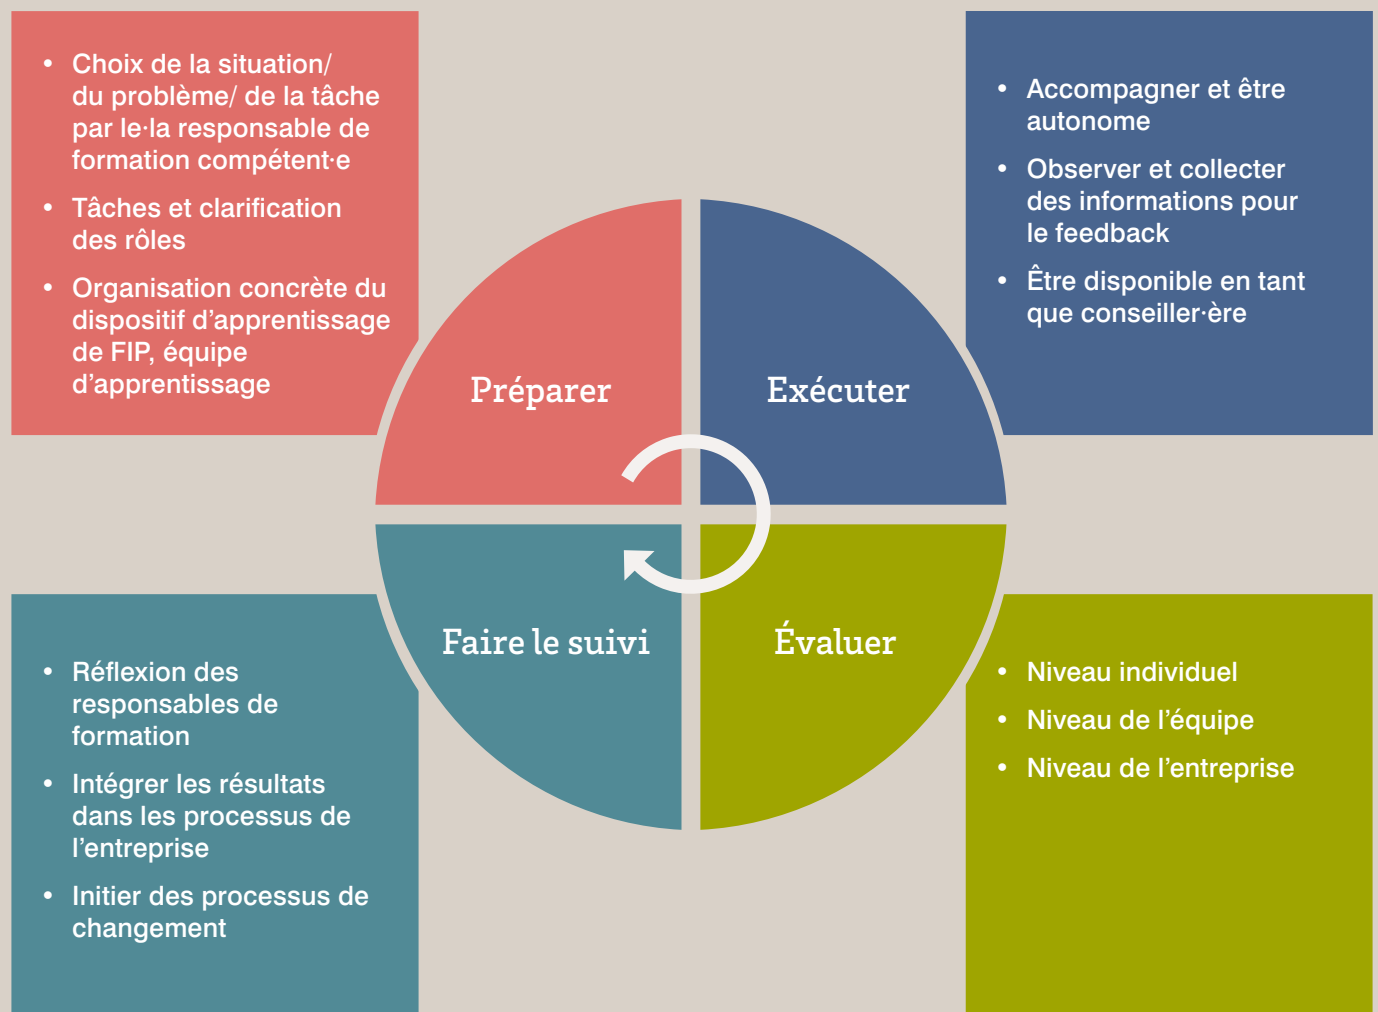 • Choix de la situation/
du problème/ de la tâche
par le·la responsable de
formation compétent·e
• Tâches et clarification
des rôles
• Organisation concrète du
dispositif d’apprentissage
de FIP, équipe
d’apprentissage
• Accompagner et être
autonome
• Observer et collecter
des informations pour
le feedback
• Être disponible en tant
que conseiller·ère
Préparer
Exécuter
Faire le suivi
Évaluer
• Réflexion des
responsables de
formation
• Intégrer les résultats
dans les processus de
l’entreprise
• Initier des processus de
changement
• Niveau individuel
• Niveau de l’équipe
• Niveau de l’entreprise